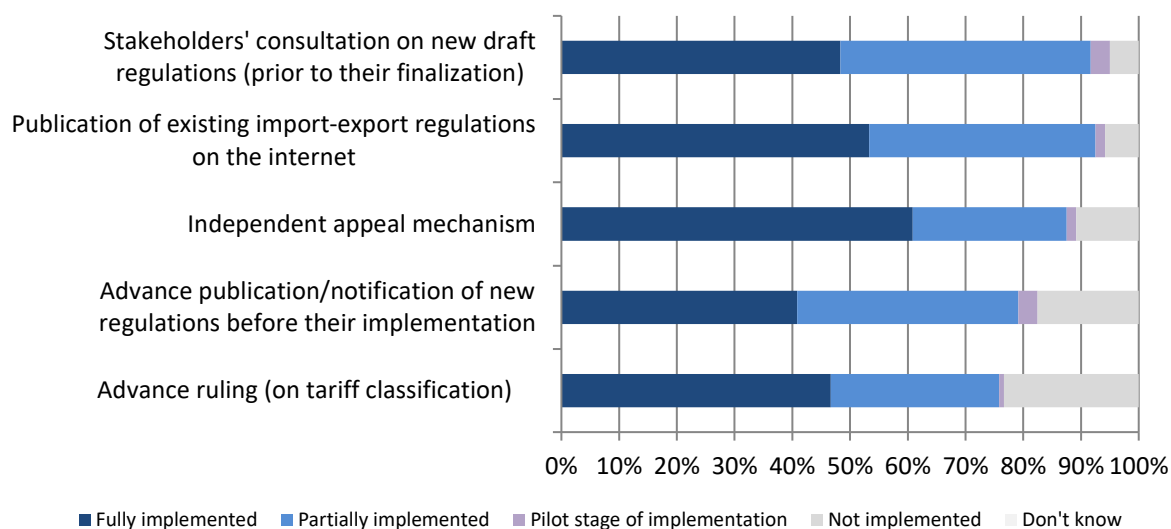 Stakeholders' consultation on new draft
regulations (prior to their finalization)
Publication of existing import-export regulations
on the internet
Independent appeal mechanism
Advance publication/notification of new
regulations before their implementation
Advance ruling (on tariff classification)
0% 10% 20% 30% 40% 50% 60% 70% 80% 90% 100%
Fully implemented Partially implemented Pilot stage of implementation Not implemented Don't know